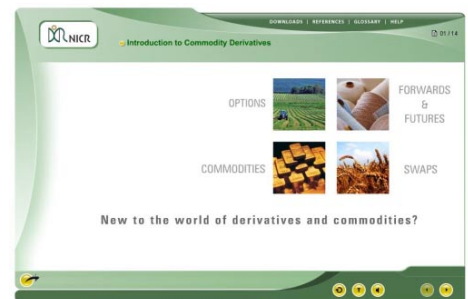 DOWNLOADS | REFERENCES | GLOSSARY | HELP
NICR
Introduction to Commodity Derivatives
01/14
OPTIONS
FORWARDS
&
FUTURES
COMMODITIES
SWAPS
New to the world of derivatives and commodities?